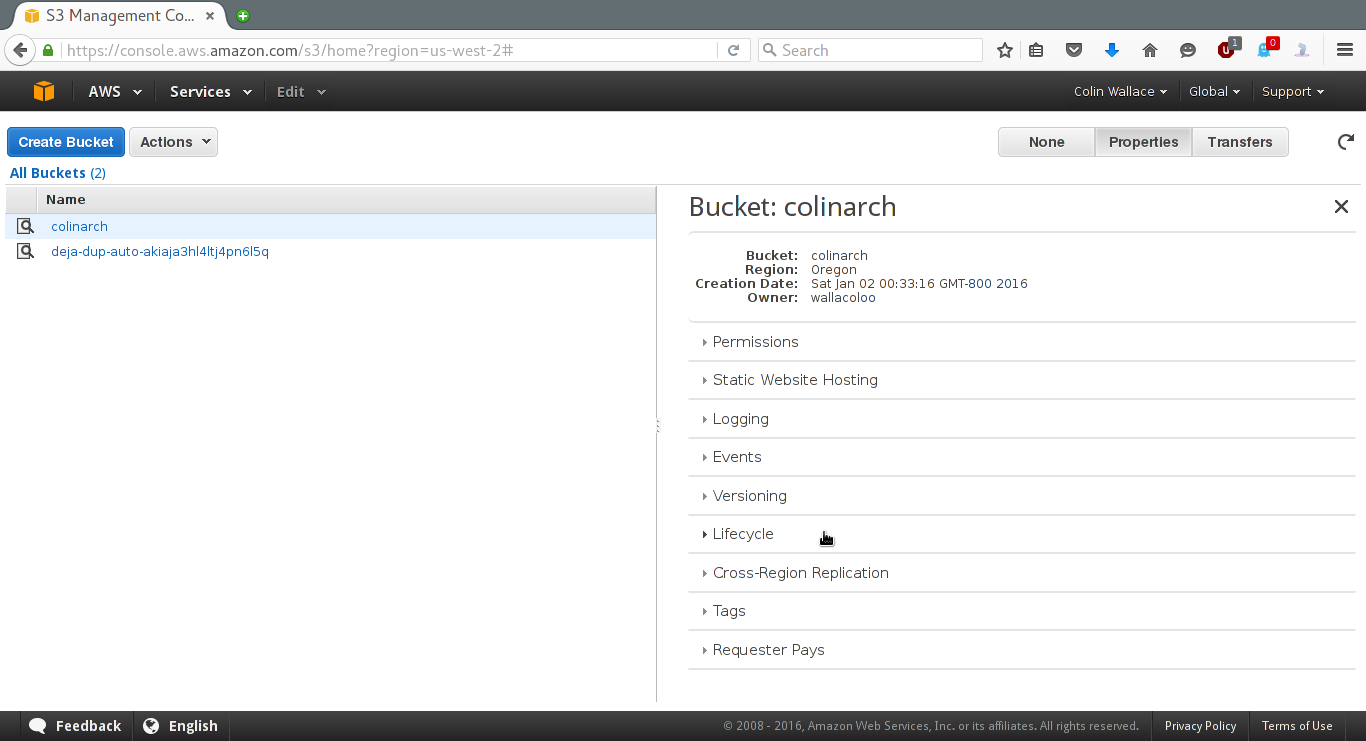 S3 Management Co...
https://console.aws.amazon.com/s3/home?region=us-west-2#
Search
1
0
AWS
Services
Edit
Colin Wallace
Global
Support
Create Bucket
Actions
None
Properties
Transfers
All Buckets (2)
Name
colinarch
deja-dup-auto-akiaja3hl4ltj4pn6l5q
Bucket: colinarch
Bucket: colinarch
Region: Oregon
Creation Date: Sat Jan 02 00:33:16 GMT-800 2016
Owner: wallacoloo
Permissions
Static Website Hosting
Logging
Events
Versioning
Lifecycle
Cross-Region Replication
Tags
Requester Pays
Feedback
English
© 2008 - 2016, Amazon Web Services, Inc. or its affiliates. All rights reserved.
Privacy Policy
Terms of Use